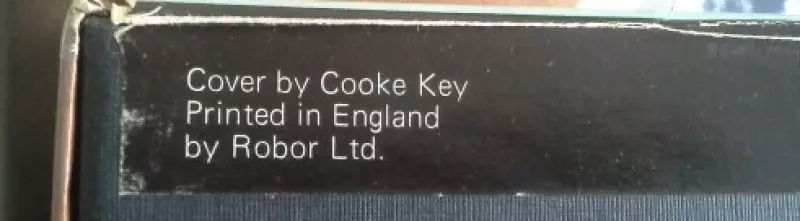 Cover by Cooke Key
Printed in England
by Robor Ltd.